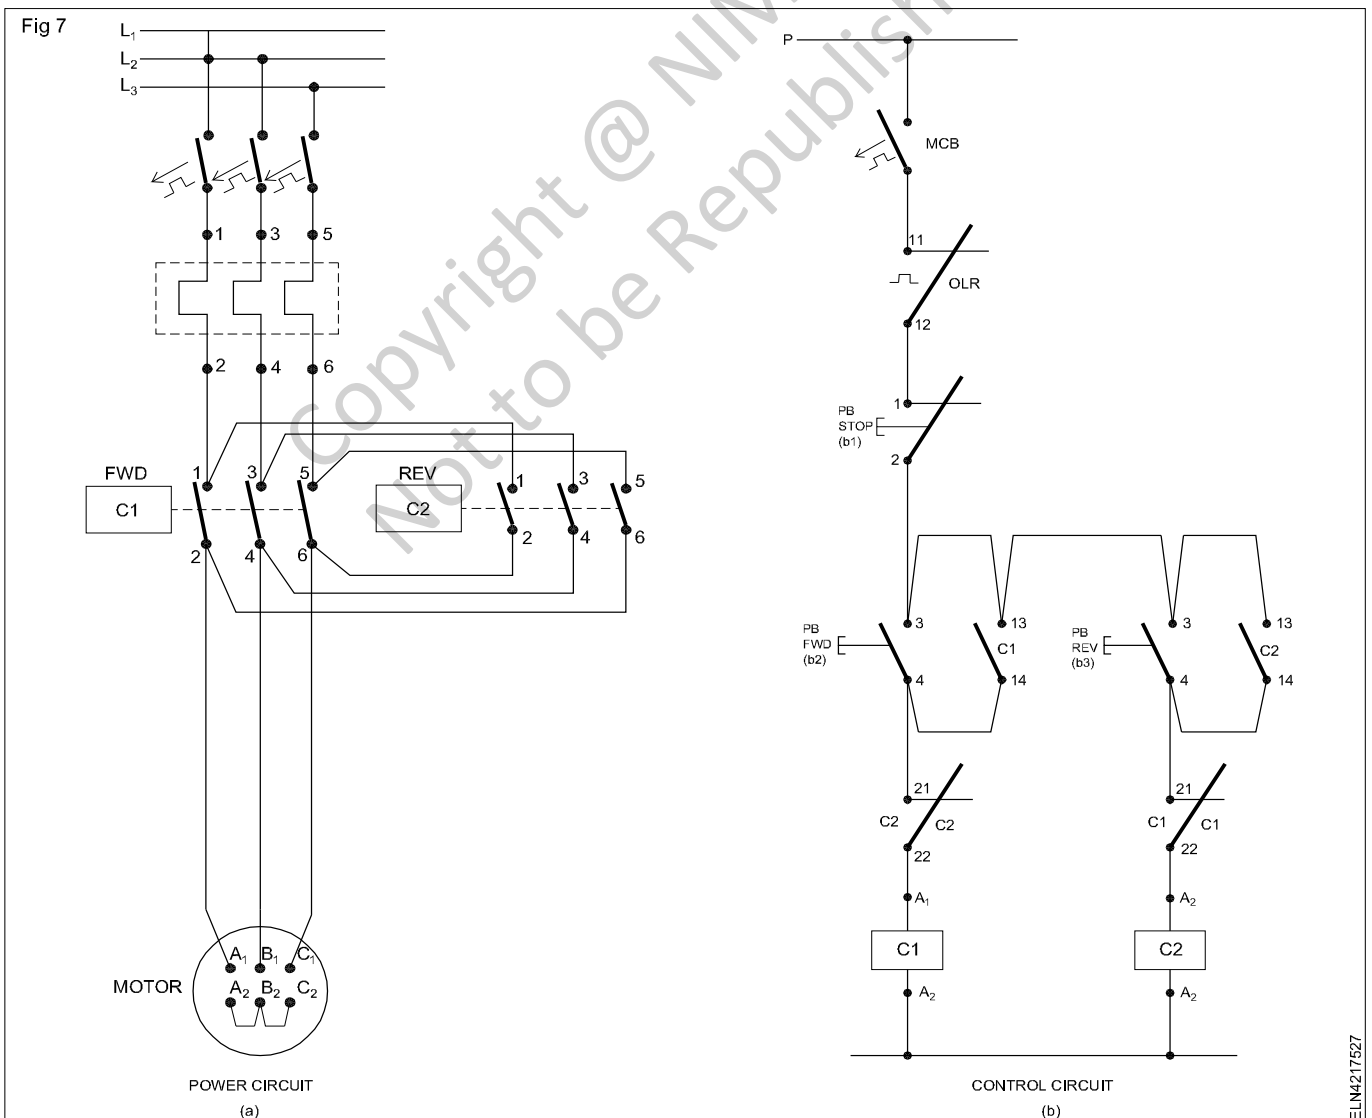 Fig 7
L1
L2
L3
1 3 5
2 4 6
FWD
C1
1 3 5
2 4 6
REV
C2
1 3 5
2 4 6
MOTOR
A1 B1 C1
A2 B2 C2
POWER CIRCUIT
(a)
P
MCB
11
OLR
12
1
PB
STOP
(b1)
2
PB
FWD
(b2)
3
4
13
C1
14
PB
REV
(b3)
3
4
13
C2
14
21
C2 C2
22
A1
C1
A2
21
C1 C1
22
A2
C2
A2
CONTROL CIRCUIT
(b)
ELN4217527
Copyright @ NIM
Not to be Republish